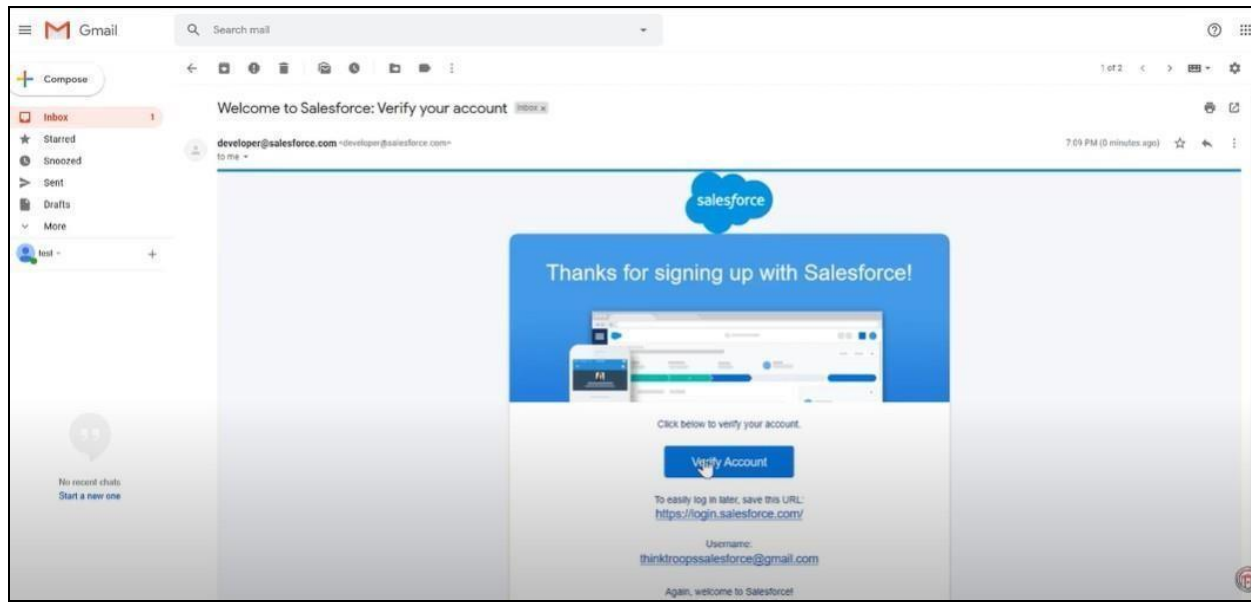 Gmail
Search mail
Compose
1 of 2
Welcome to Salesforce: Verify your account Inbox x
Inbox 1
Starred
developer@salesforce.com <developer@salesforce.com>
7:09 PM (0 minutes ago)
to me
Snoozed
Sent
Drafts
More
test
salesforce
Thanks for signing up with Salesforce!
Click below to verify your account.
Verify Account
No recent chats
Start a new one
To easily log in later, save this URL:
https://login.salesforce.com/
Username:
thinktroopssalesforce@gmail.com
Again, welcome to Salesforce!